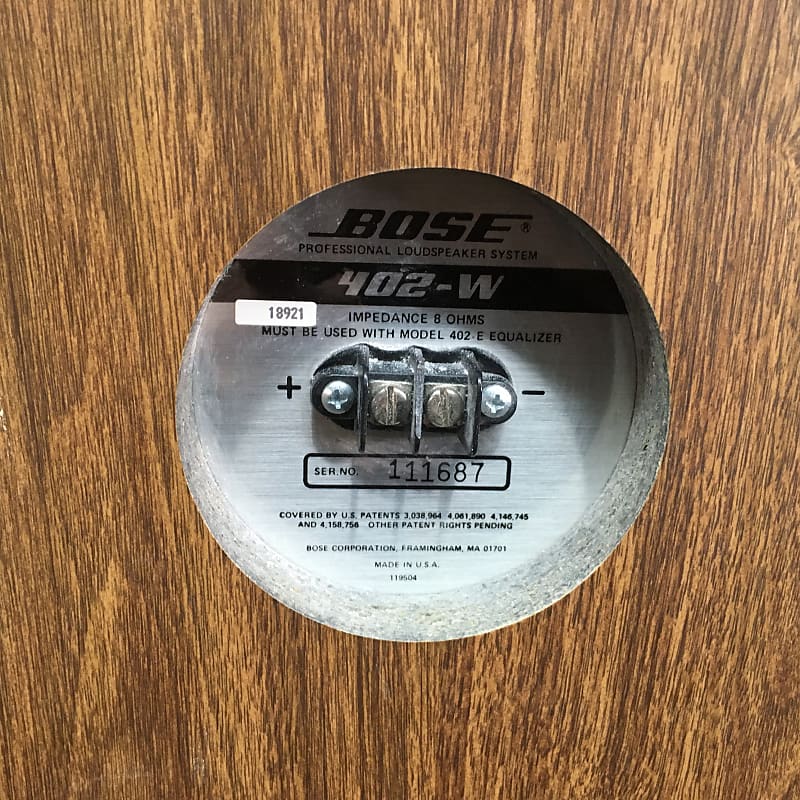 BOSE®
PROFESSIONAL LOUDSPEAKER SYSTEM
402-W
18921
IMPEDANCE 8 OHMS
MUST BE USED WITH MODEL 402-E EQUALIZER
+ −
SER.NO. 111687
COVERED BY U.S. PATENTS 3,038,964 4,061,890 4,146,745
AND 4,158,756 OTHER PATENT RIGHTS PENDING
BOSE CORPORATION, FRAMINGHAM, MA 01701
MADE IN U.S.A.
119504